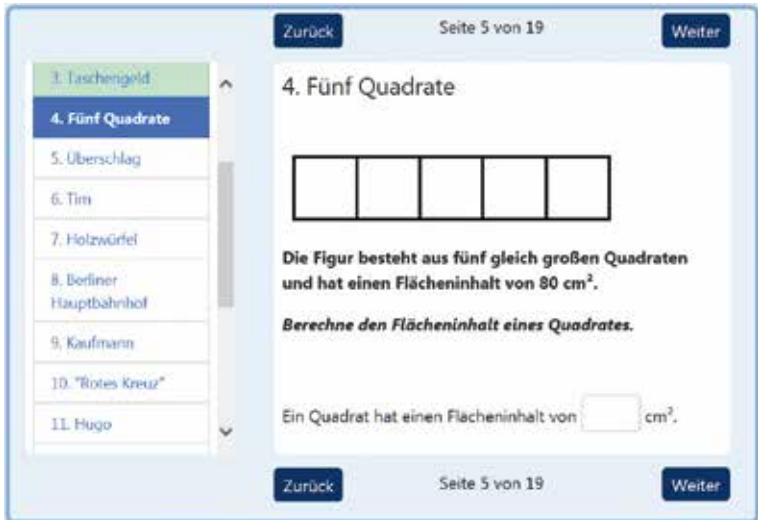 Zurück Seite 5 von 19 Weiter
3. Taschengeld
4. Fünf Quadrate
5. Überschlag
6. Tim
7. Holzwürfel
8. Berliner
Hauptbahnhof
9. Kaufmann
10. "Rotes Kreuz"
11. Hugo
4. Fünf Quadrate
Die Figur besteht aus fünf gleich großen Quadraten
und hat einen Flächeninhalt von 80 cm².
Berechne den Flächeninhalt eines Quadrates.
Ein Quadrat hat einen Flächeninhalt von cm².
Zurück Seite 5 von 19 Weiter